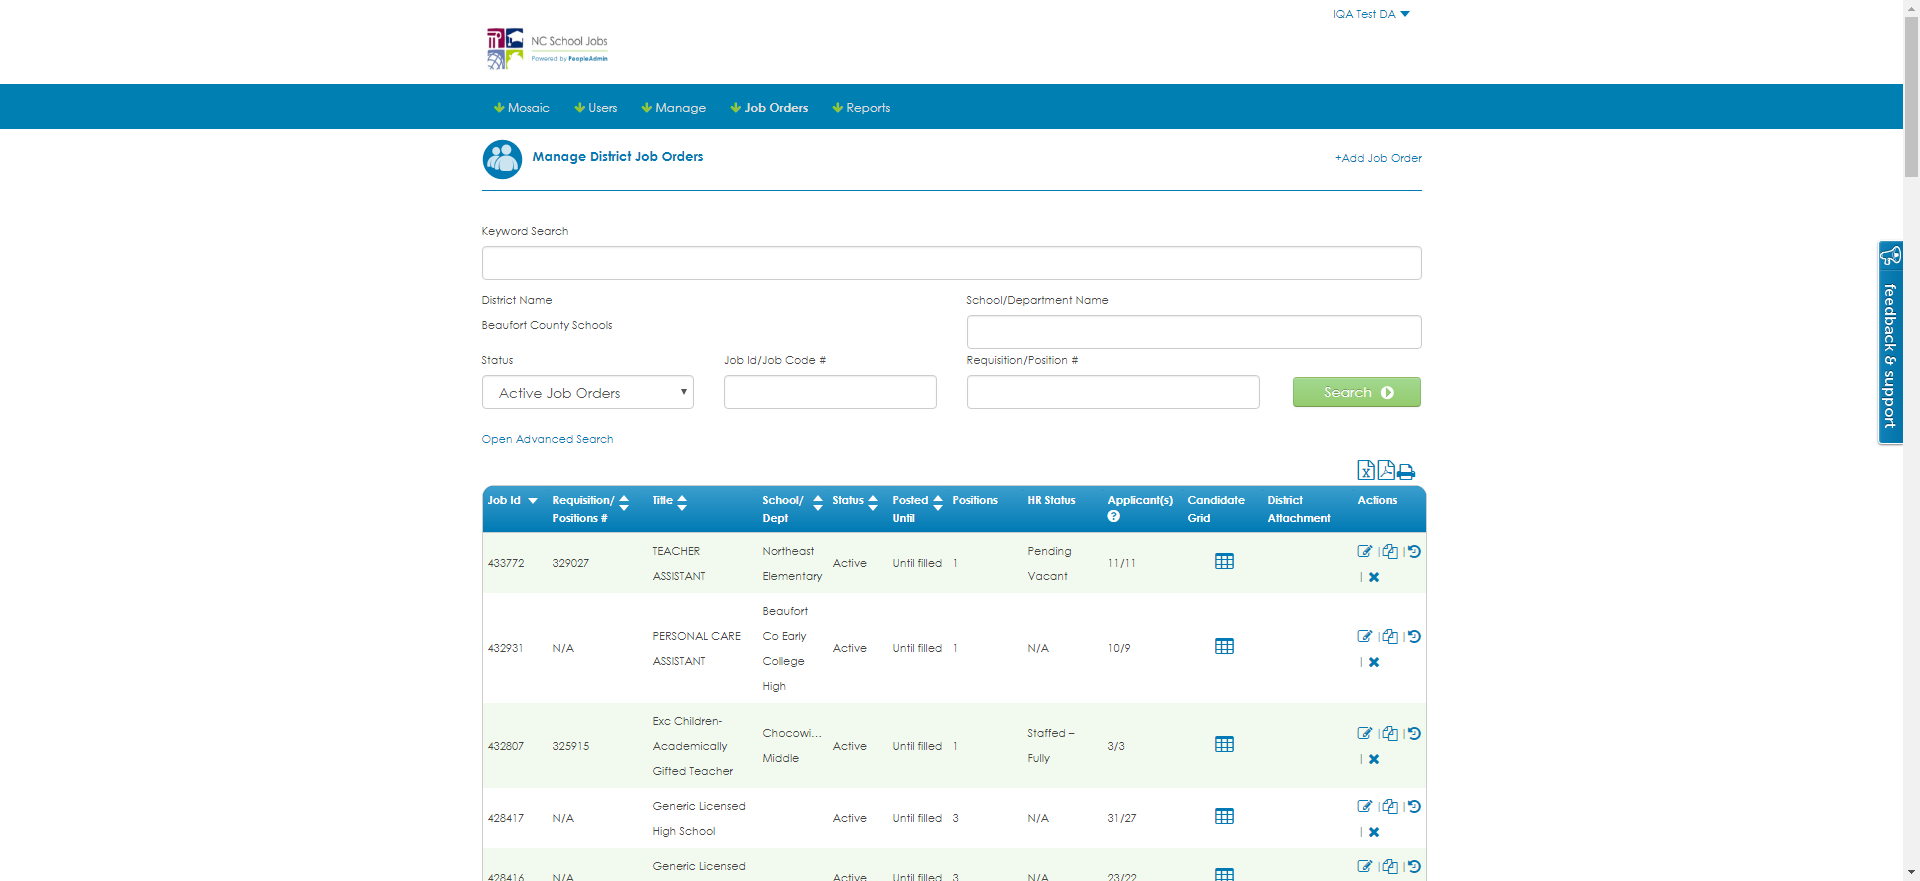 IQA Test DA
NC School Jobs
Powered by PeopleAdmin
Mosaic Users Manage Job Orders Reports
Manage District Job Orders
+Add Job Order
Keyword Search
District Name School/Department Name
Beaufort County Schools
Status Job Id/Job Code # Requisition/Position #
Active Job Orders Search
Open Advanced Search
feedback & support
Job Id Requisition/ Title School/ Status Posted Positions HR Status Applicant(s) Candidate District Actions
Positions # Dept Until Grid Attachment
TEACHER Northeast Pending
433772 329027 Active Until filled 1 11/11
ASSISTANT Elementary Vacant
Beaufort
PERSONAL CARE Co Early
432931 N/A Active Until filled 1 N/A 10/9
ASSISTANT College
High
Exc Children-
Chocowi... Staffed –
432807 325915 Academically Active Until filled 1 3/3
Middle Fully
Gifted Teacher
Generic Licensed
428417 N/A Active Until filled 3 N/A 31/27
High School
Generic Licensed
428416 N/A Active Until filled 3 N/A 23/22